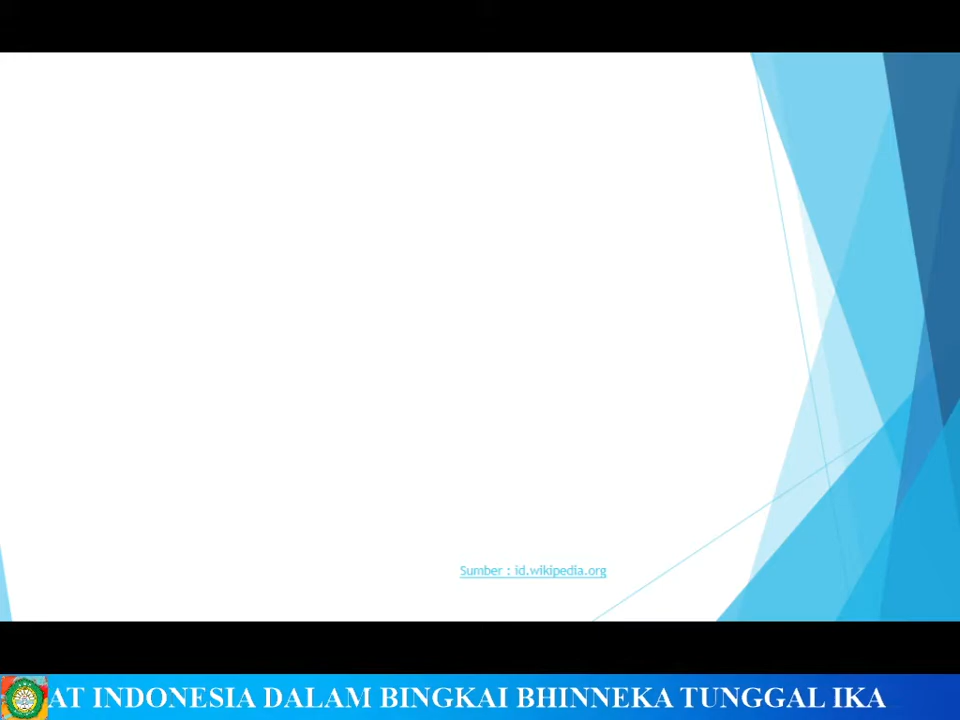 Sumber : id.wikipedia.org
AT INDONESIA DALAM BINGKAI BHINNEKA TUNGGAL IKA